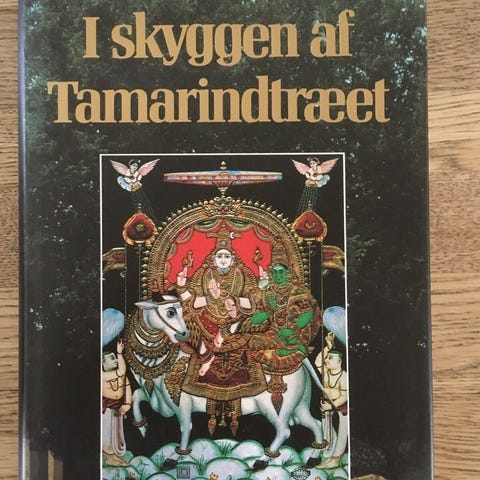 I skyggen af
Tamarindtræet